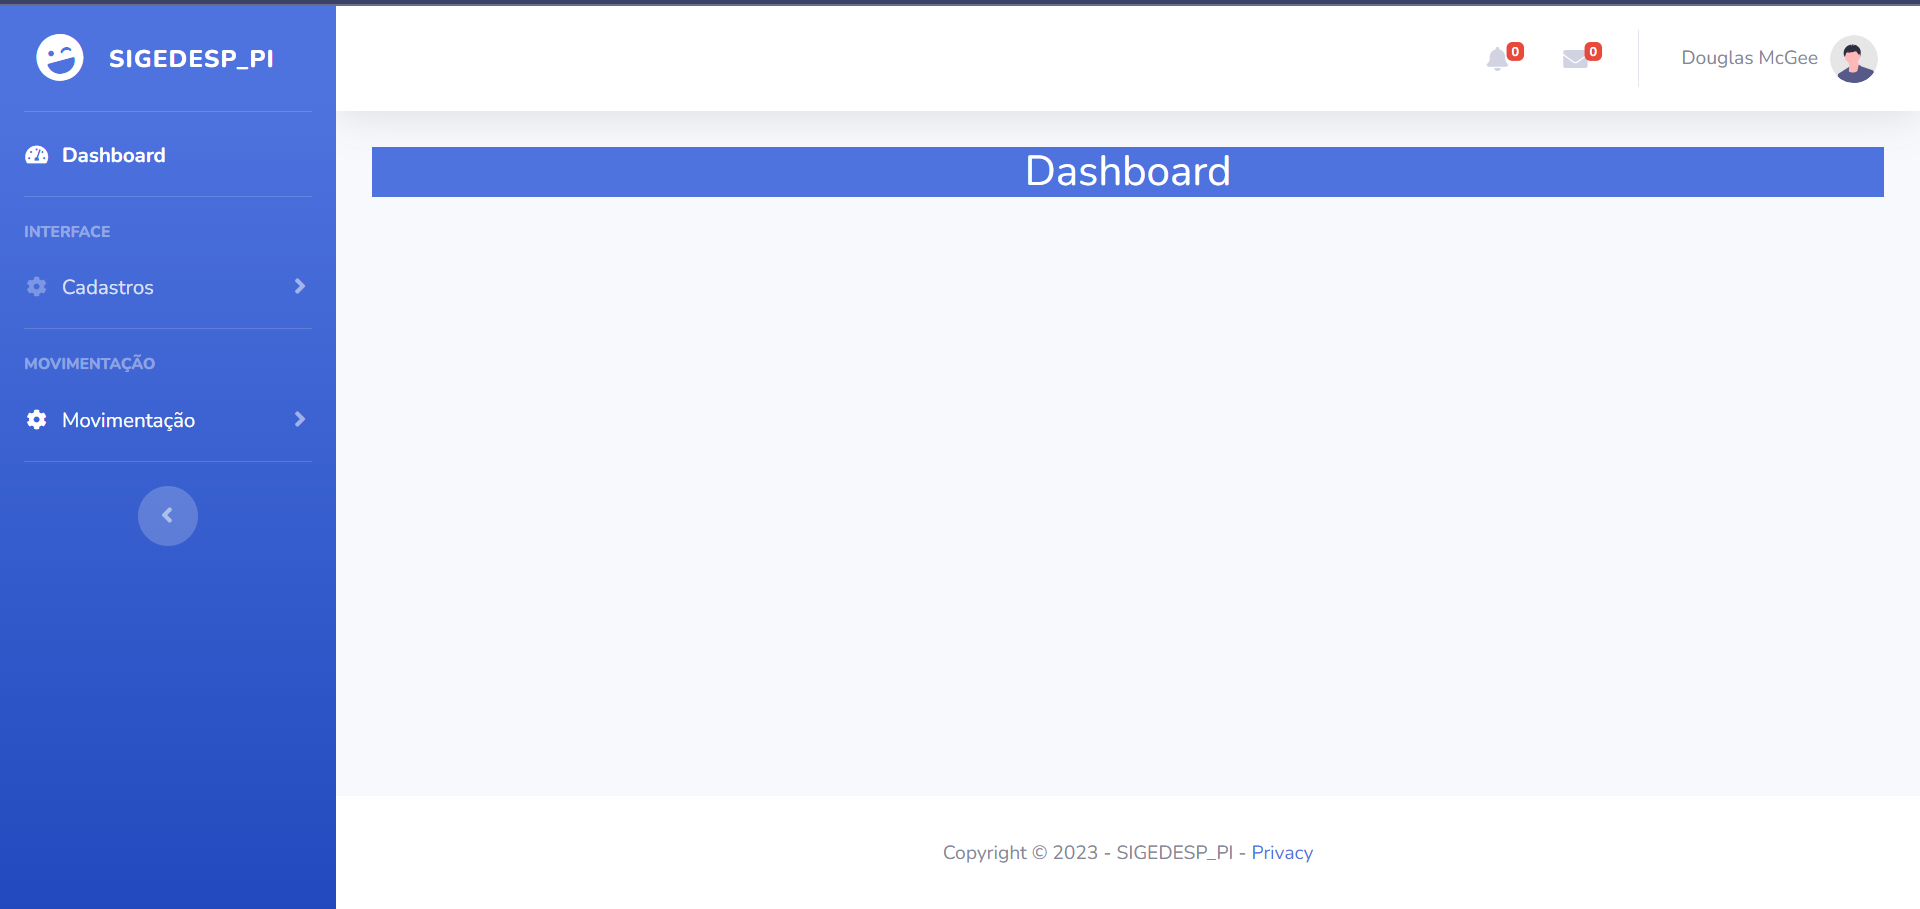 SIGEDESP_PI
0
0
Douglas McGee
Dashboard
Dashboard
INTERFACE
Cadastros
MOVIMENTAÇÃO
Movimentação
Copyright © 2023 - SIGEDESP_PI - Privacy